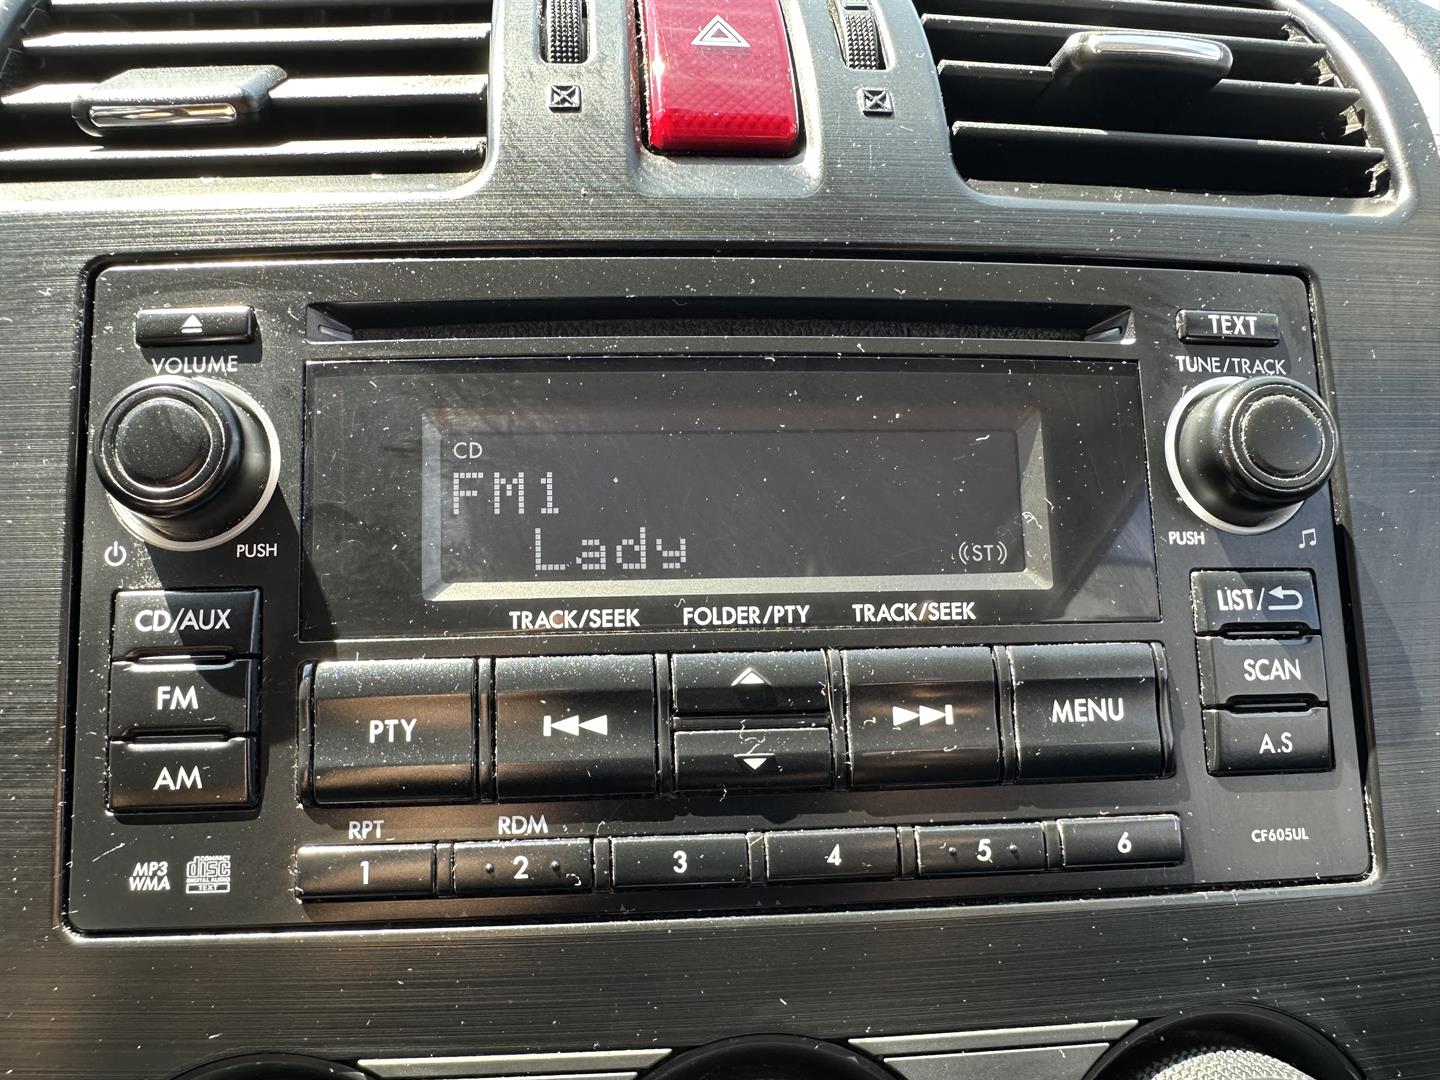 TEXT
VOLUME
TUNE/TRACK
CD
FM1
Lady
(ST)
PUSH
PUSH
TRACK/SEEK FOLDER/PTY TRACK/SEEK
CD/AUX
LIST/
FM
SCAN
AM
A.S
PTY
MENU
RPT
RDM
1
2
3
4
5
6
CF605UL
MP3
WMA
COMPACT
disc
DIGITAL AUDIO
TEXT